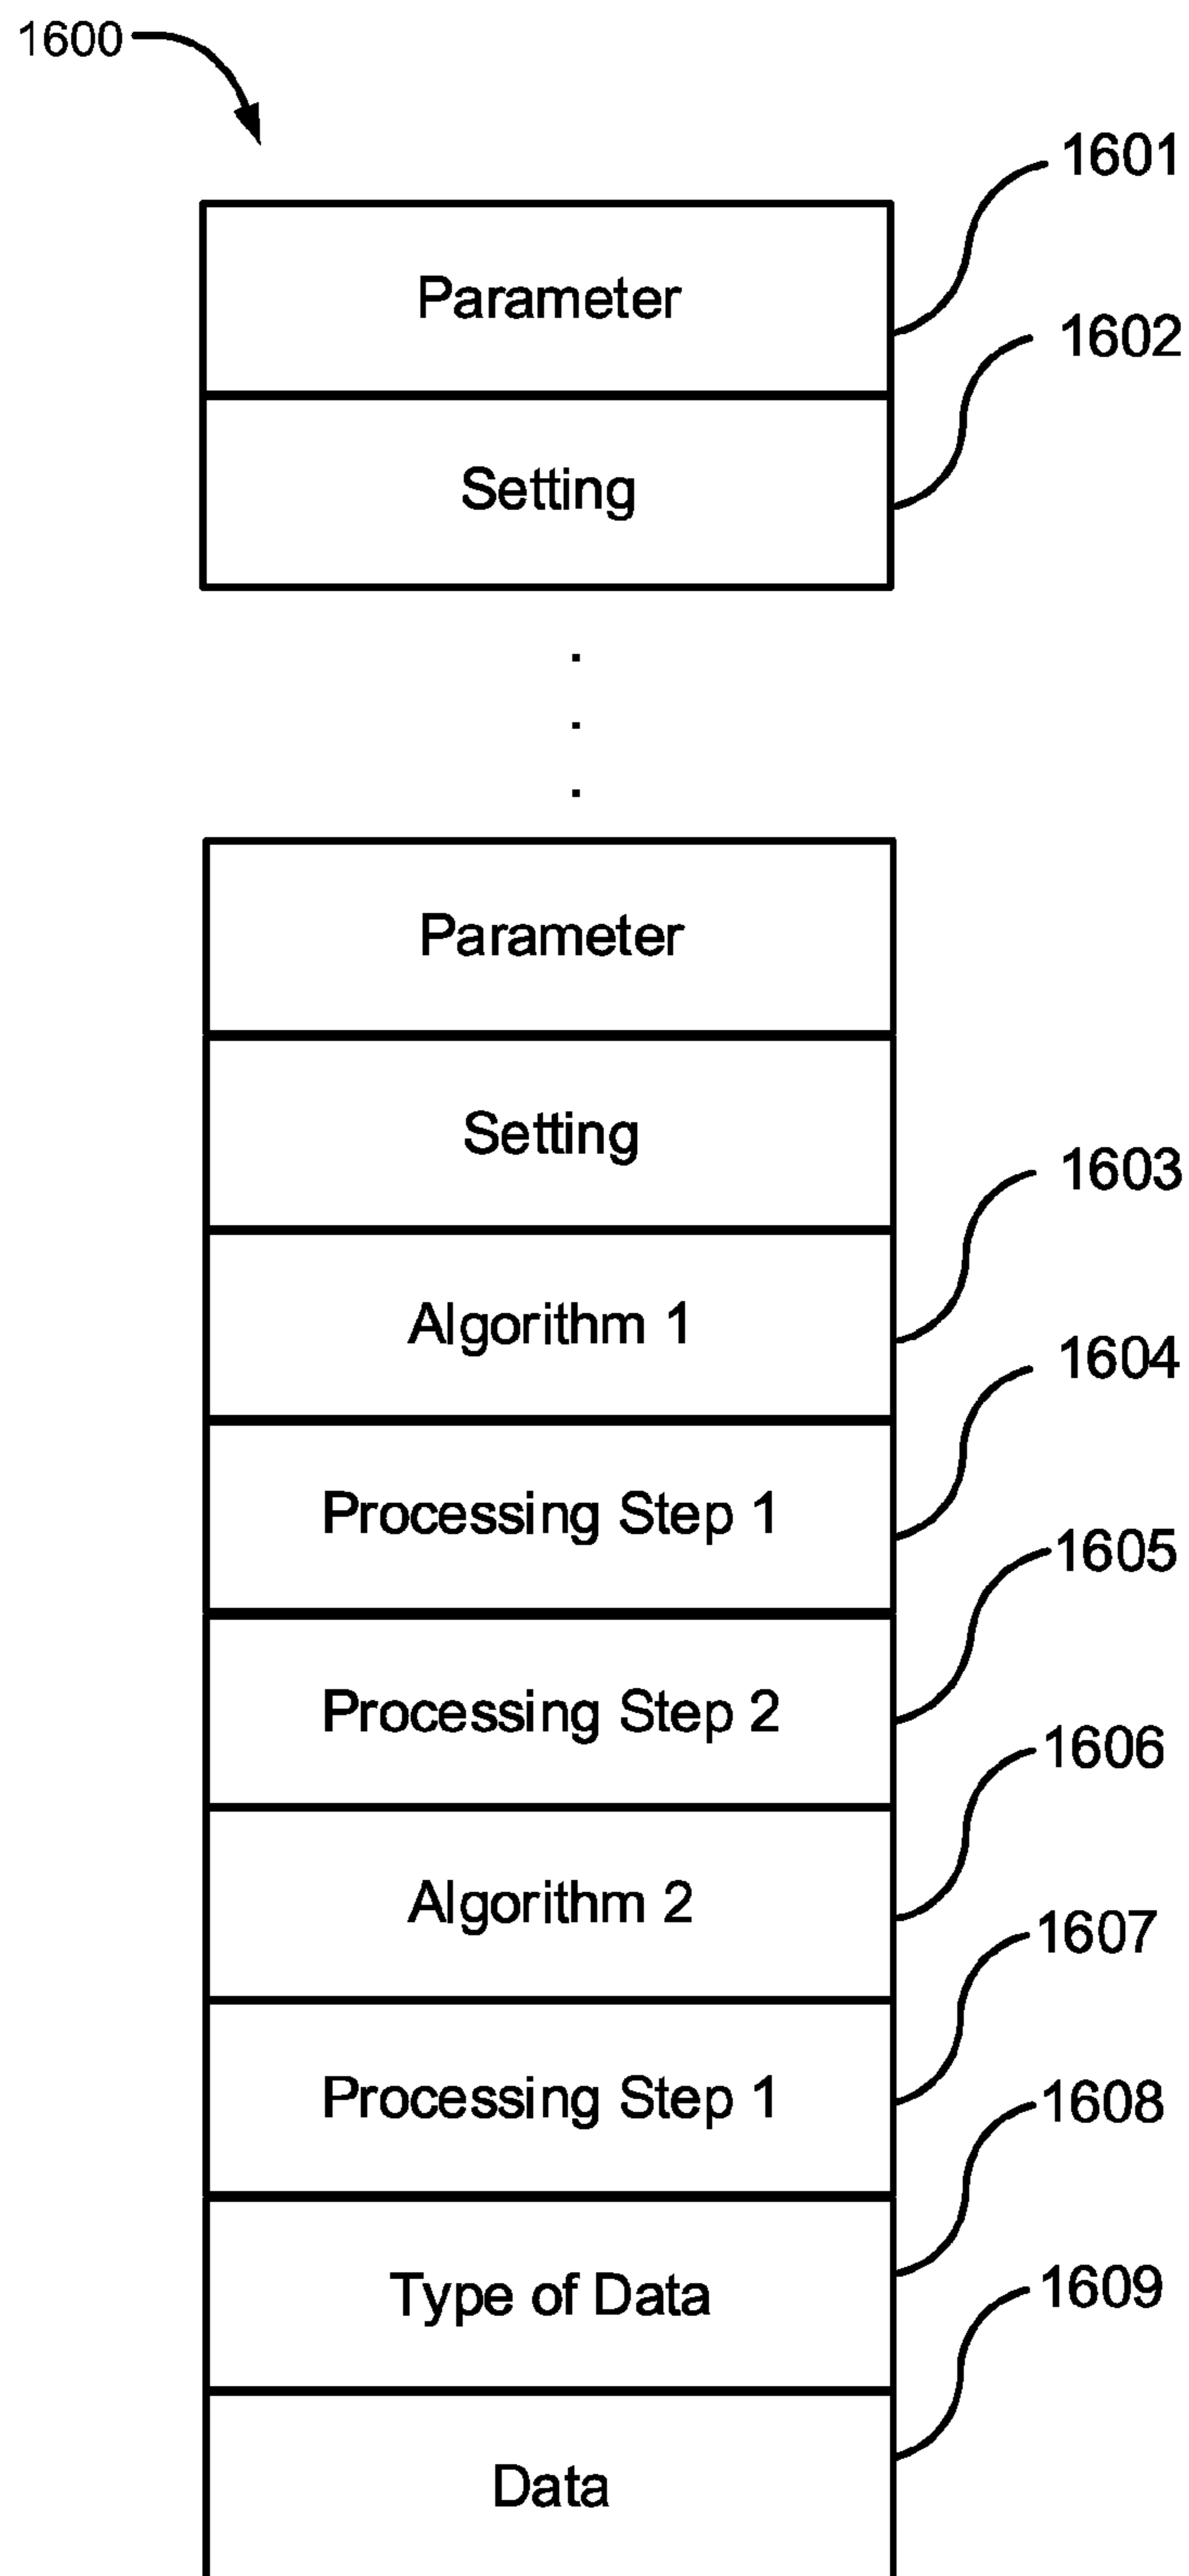 1600
1601
Parameter
1602
Setting
.
.
.
Parameter
Setting
1603
Algorithm 1
1604
Processing Step 1
1605
Processing Step 2
1606
Algorithm 2
1607
Processing Step 1
1608
Type of Data
1609
Data